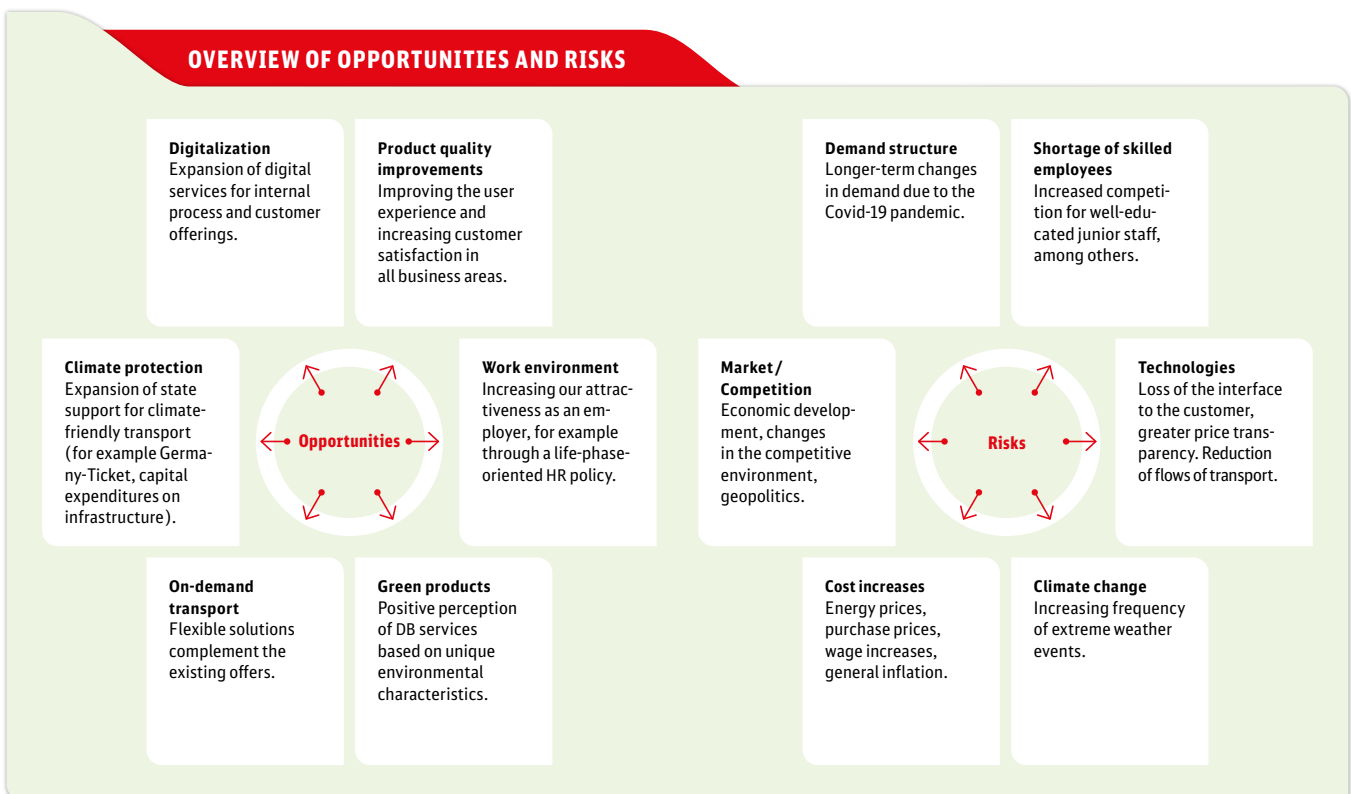 OVERVIEW OF OPPORTUNITIES AND RISKS
Digitalization
Expansion of digital
services for internal
process and customer
offerings.
Product quality
improvements
Improving the user
experience and
increasing customer
satisfaction in
all business areas.
Climate protection
Expansion of state
support for climate-
friendly transport
(for example Germa-
ny-Ticket, capital
expenditures on
infrastructure).
Opportunities
Work environment
Increasing our attrac-
tiveness as an em-
ployer, for example
through a life-phase-
oriented HR policy.
On-demand
transport
Flexible solutions
complement the
existing offers.
Green products
Positive perception
of DB services
based on unique
environmental
characteristics.
Demand structure
Longer-term changes
in demand due to the
Covid-19 pandemic.
Shortage of skilled
employees
Increased competi-
tion for well-edu-
cated junior staff,
among others.
Market /
Competition
Economic develop-
ment, changes
in the competitive
environment,
geopolitics.
Risks
Technologies
Loss of the interface
to the customer,
greater price trans-
parency. Reduction
of flows of transport.
Cost increases
Energy prices,
purchase prices,
wage increases,
general inflation.
Climate change
Increasing frequency
of extreme weather
events.